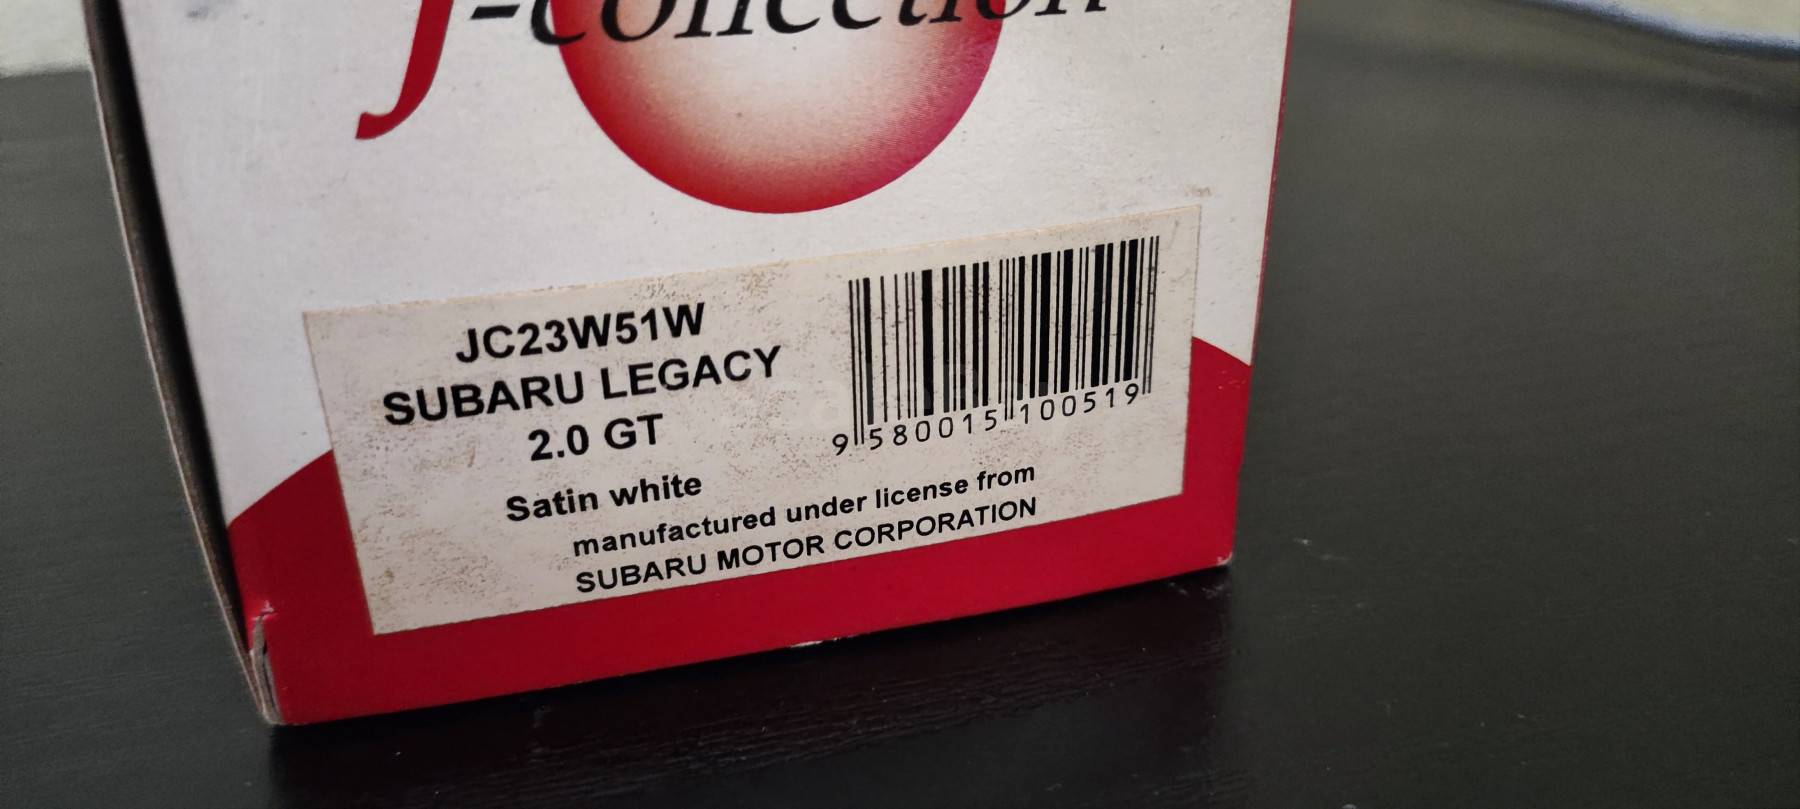 J-Collection
JC23W51W
SUBARU LEGACY
2.0 GT
Satin white
manufactured under license from
SUBARU MOTOR CORPORATION
9 580015 100519